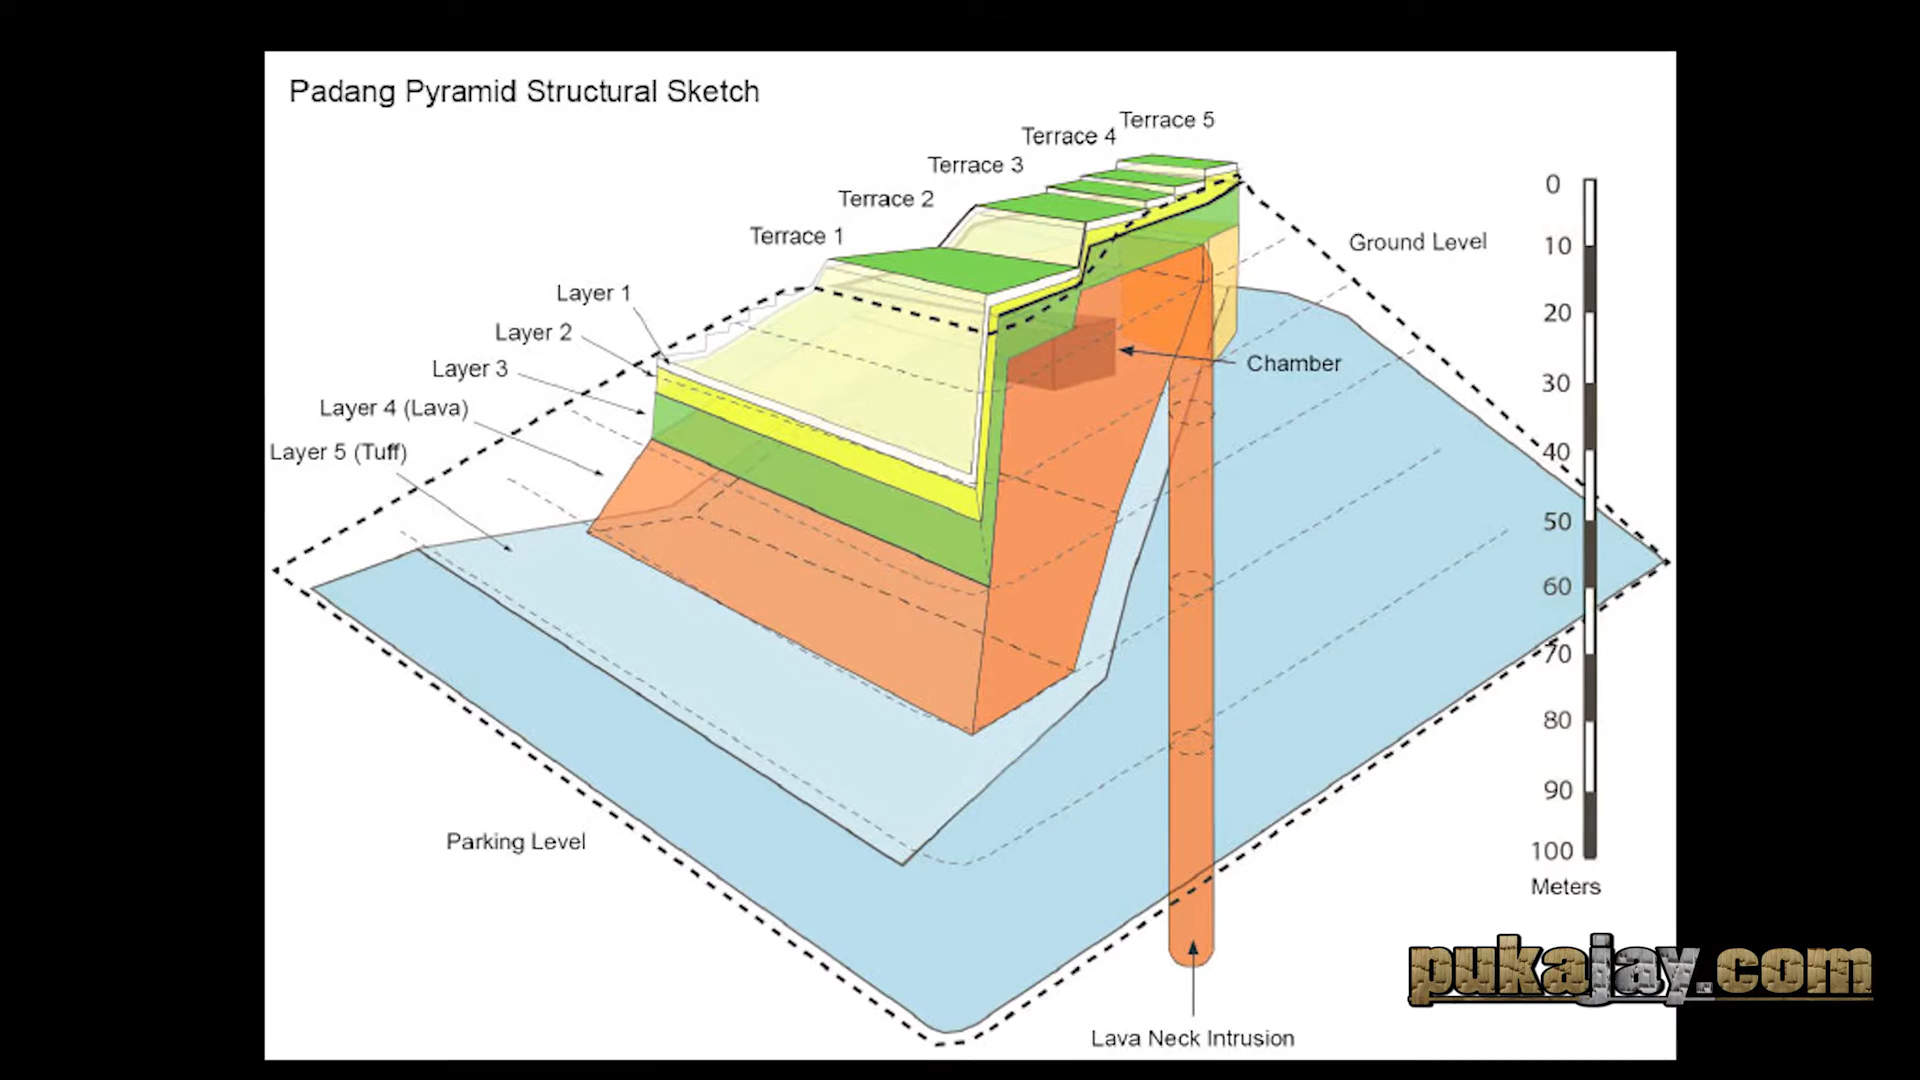 Padang Pyramid Structural Sketch
Terrace 5
Terrace 4
Terrace 3
Terrace 2
Terrace 1
Layer 1
Layer 2
Layer 3
Layer 4 (Lava)
Layer 5 (Tuff)
Ground Level
Chamber
Parking Level
Lava Neck Intrusion
0
10
20
30
40
50
60
70
80
90
100
Meters
pukajay.com